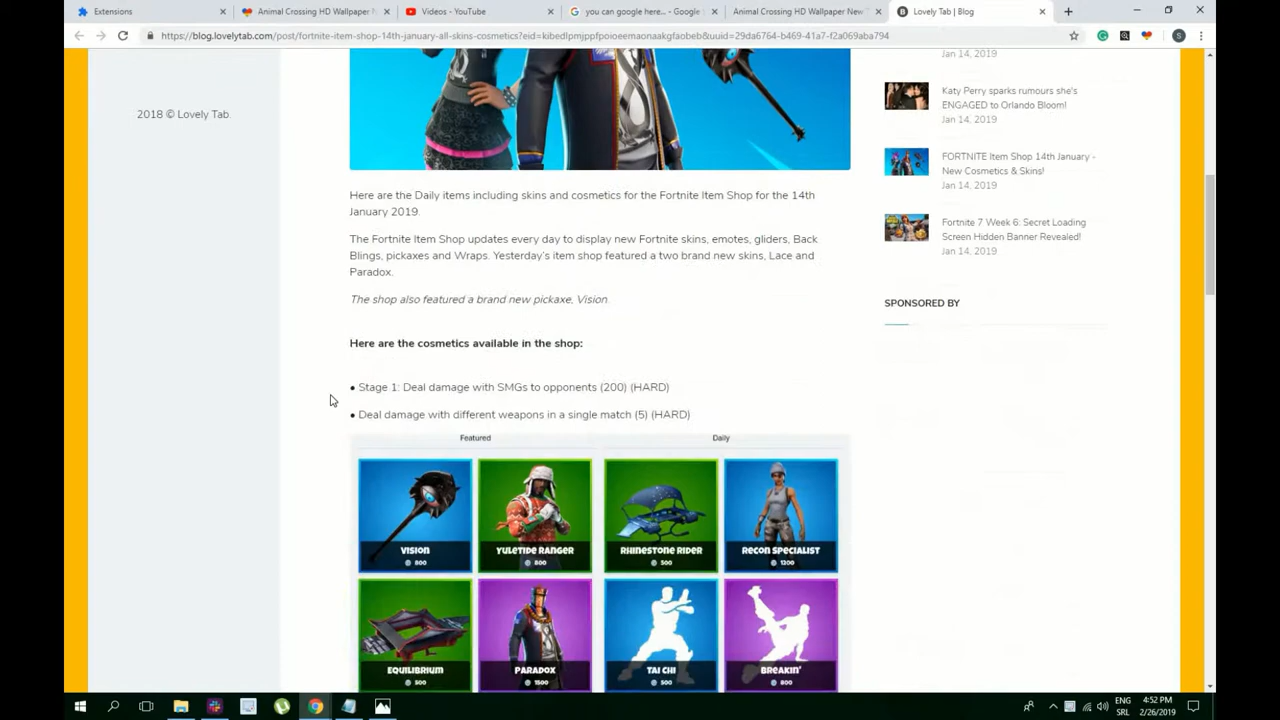 Extensions
Animal Crossing HD Wallpaper N
Videos - YouTube
you can google here... - Google S
Animal Crossing HD Wallpaper New T
Lovely Tab | Blog
https://blog.lovelytab.com/post/fortnite-item-shop-14th-january-all-skins-cosmetics?eid=kibedlpmjppfpoioeemaonaakgfaobeb&uuid=29da6764-b469-41a7-f2a069aba794
2018 © Lovely Tab.
Here are the Daily items including skins and cosmetics for the Fortnite Item Shop for the 14th
January 2019.
The Fortnite Item Shop updates every day to display new Fortnite skins, emotes, gliders, Back
Blings, pickaxes and Wraps. Yesterday's item shop featured a two brand new skins, Lace and
Paradox.
The shop also featured a brand new pickaxe, Vision.
Here are the cosmetics available in the shop:
• Stage 1: Deal damage with SMGs to opponents (200) (HARD)
• Deal damage with different weapons in a single match (5) (HARD)
Featured
Daily
VISION
800
YULETIDE RANGER
800
RHINESTONE RIDER
500
RECON SPECIALIST
1200
EQUILIBRIUM
500
PARADOX
1500
TAI CHI
500
BREAKIN'
800
Jan 14, 2019
Katy Perry sparks rumours she's
ENGAGED to Orlando Bloom!
Jan 14, 2019
FORTNITE Item Shop 14th January -
New Cosmetics & Skins!
Jan 14, 2019
Fortnite 7 Week 6: Secret Loading
Screen Hidden Banner Revealed!
Jan 14, 2019
SPONSORED BY
ENG
SRL
4:52 PM
2/26/2019